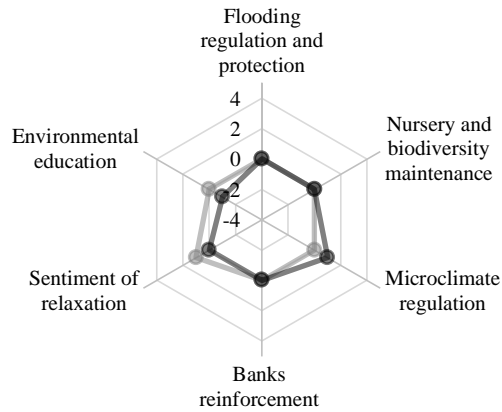 Flooding
regulation and
protection
4
2
0
-2
-4
Nursery and
biodiversity
maintenance
Environmental
education
Sentiment of
relaxation
Microclimate
regulation
Banks
reinforcement